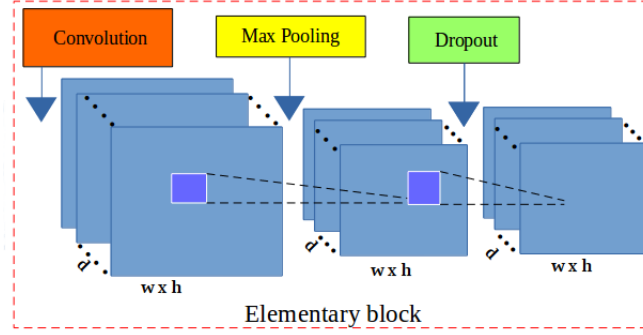 Convolution
Max Pooling
Dropout
d
w x h
d
w x h
d
w x h
Elementary block